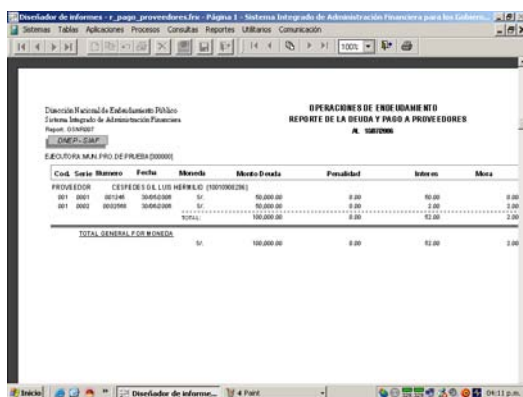 Diseñador de informes - r_pago_proveedores.frx - Página 1 - Sistema Integrado de Administración Financiera para los Gobiern...
Sistemas Tablas Aplicaciones Procesos Consultas Reportes Utilitarios Comunicación
100%
Dirección Nacional de Endeudamiento Público
Sistema Integrado de Administración Financiera
OPERACIONES DE ENDEUDAMIENTO
REPORTE DE LA DEUDA Y PAGO A PROVEEDORES
AL
DNEP - SIAF
EJECUTORA: MUN. PRO. DE PRUEBA [000000]
Cod. Serie Numero Fecha Moneda Monto Deuda Penalidad Interes Mora
PROVEEDOR CESPEDES GIL LUIS HERMILIO
001 0001 001246 S/. 50,000.00 0.00 50.00 0.00
001 0002 S/. 50,000.00 0.00 2.00 2.00
TOTAL: 100,000.00 0.00 52.00 2.00
TOTAL GENERAL POR MONEDA
S/. 100,000.00 0.00 52.00 2.00
Inicio Diseñador de informe... 4 Paint 04:11 p.m.